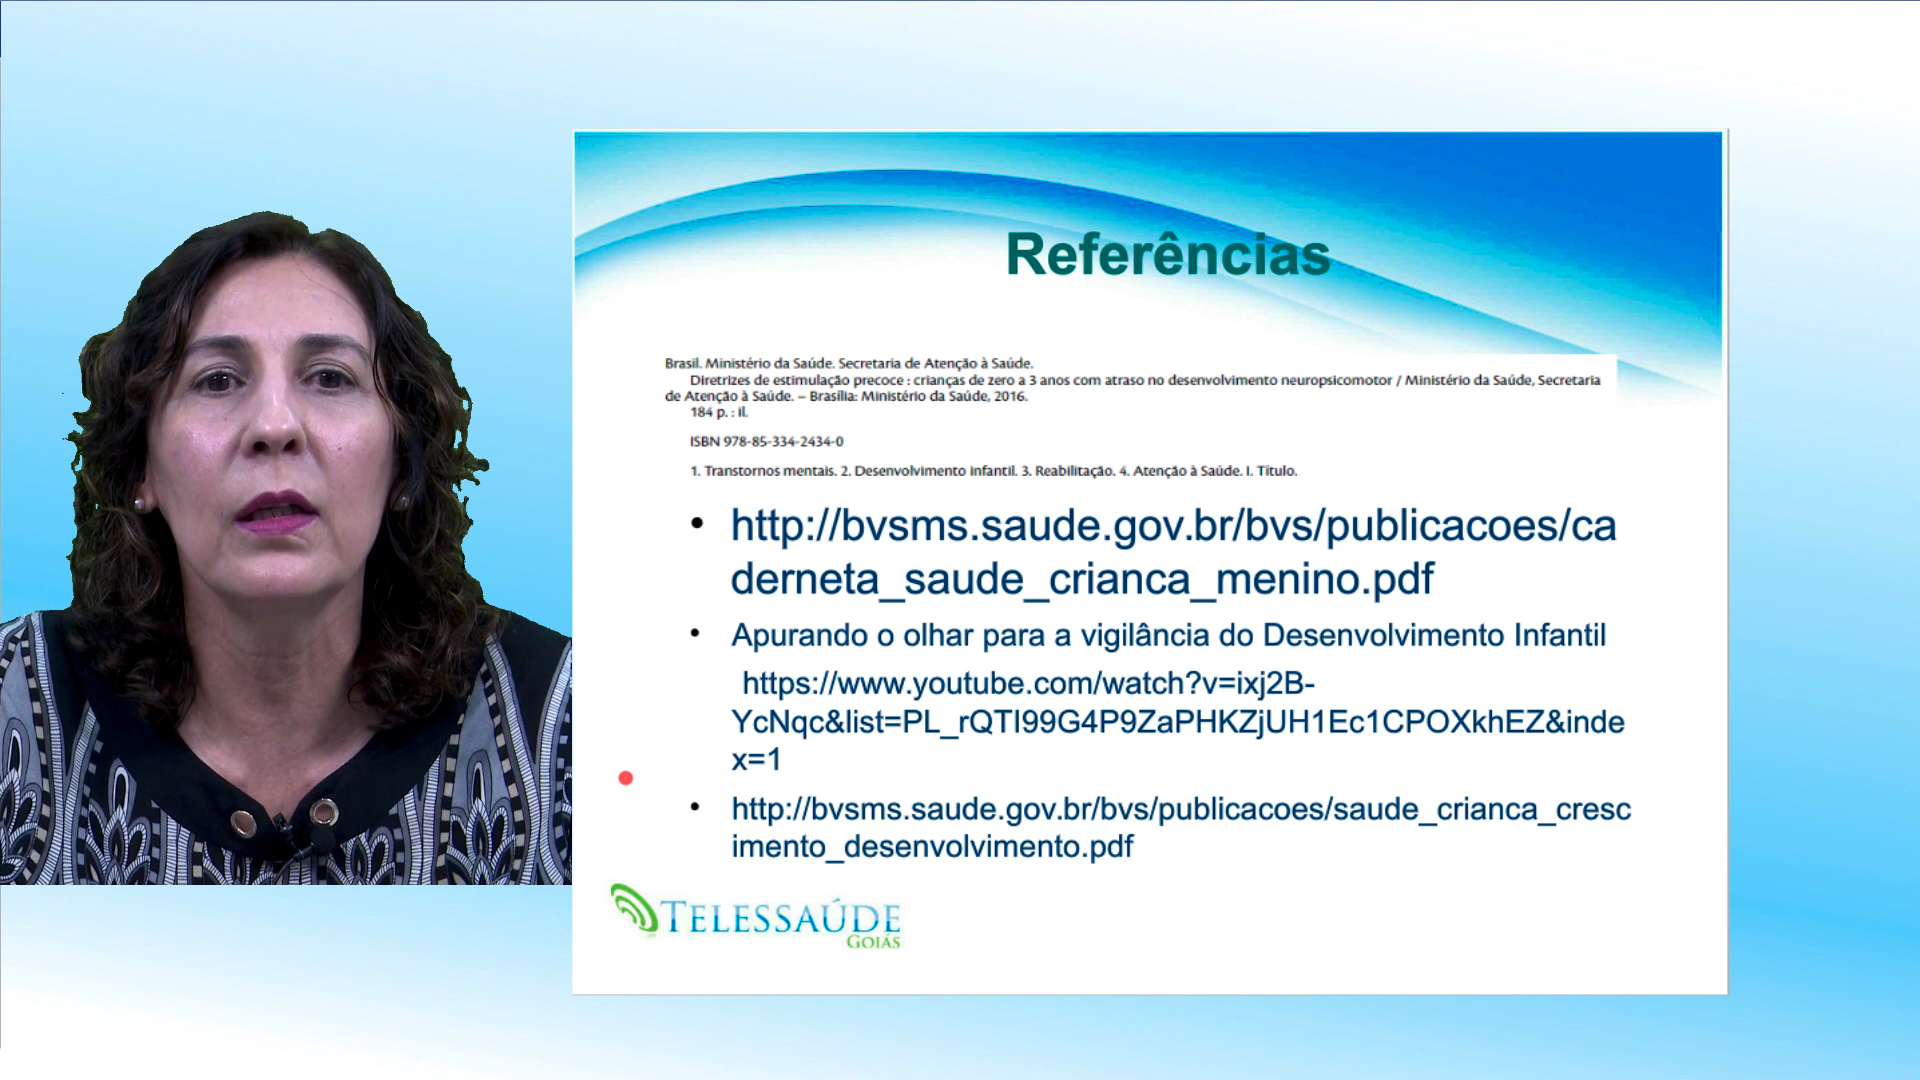 Referências
Brasil. Ministério da Saúde. Secretaria de Atenção à Saúde.
Diretrizes de estimulação precoce : crianças de zero a 3 anos com atraso no desenvolvimento neuropsicomotor / Ministério da Saúde, Secretaria
de Atenção à Saúde. – Brasília: Ministério da Saúde, 2016.
184 p. : il.
ISBN 978-85-334-2434-0
1. Transtornos mentais. 2. Desenvolvimento infantil. 3. Reabilitação. 4. Atenção à Saúde. I. Título.
• http://bvsms.saude.gov.br/bvs/publicacoes/ca
derneta_saude_crianca_menino.pdf
• Apurando o olhar para a vigilância do Desenvolvimento Infantil
https://www.youtube.com/watch?v=ixj2B-
YcNqc&list=PL_rQTI99G4P9ZaPHKZjUH1Ec1CPOXkhEZ&inde
x=1
• http://bvsms.saude.gov.br/bvs/publicacoes/saude_crianca_cresc
imento_desenvolvimento.pdf
TELESSAÚDE
GOIÁS